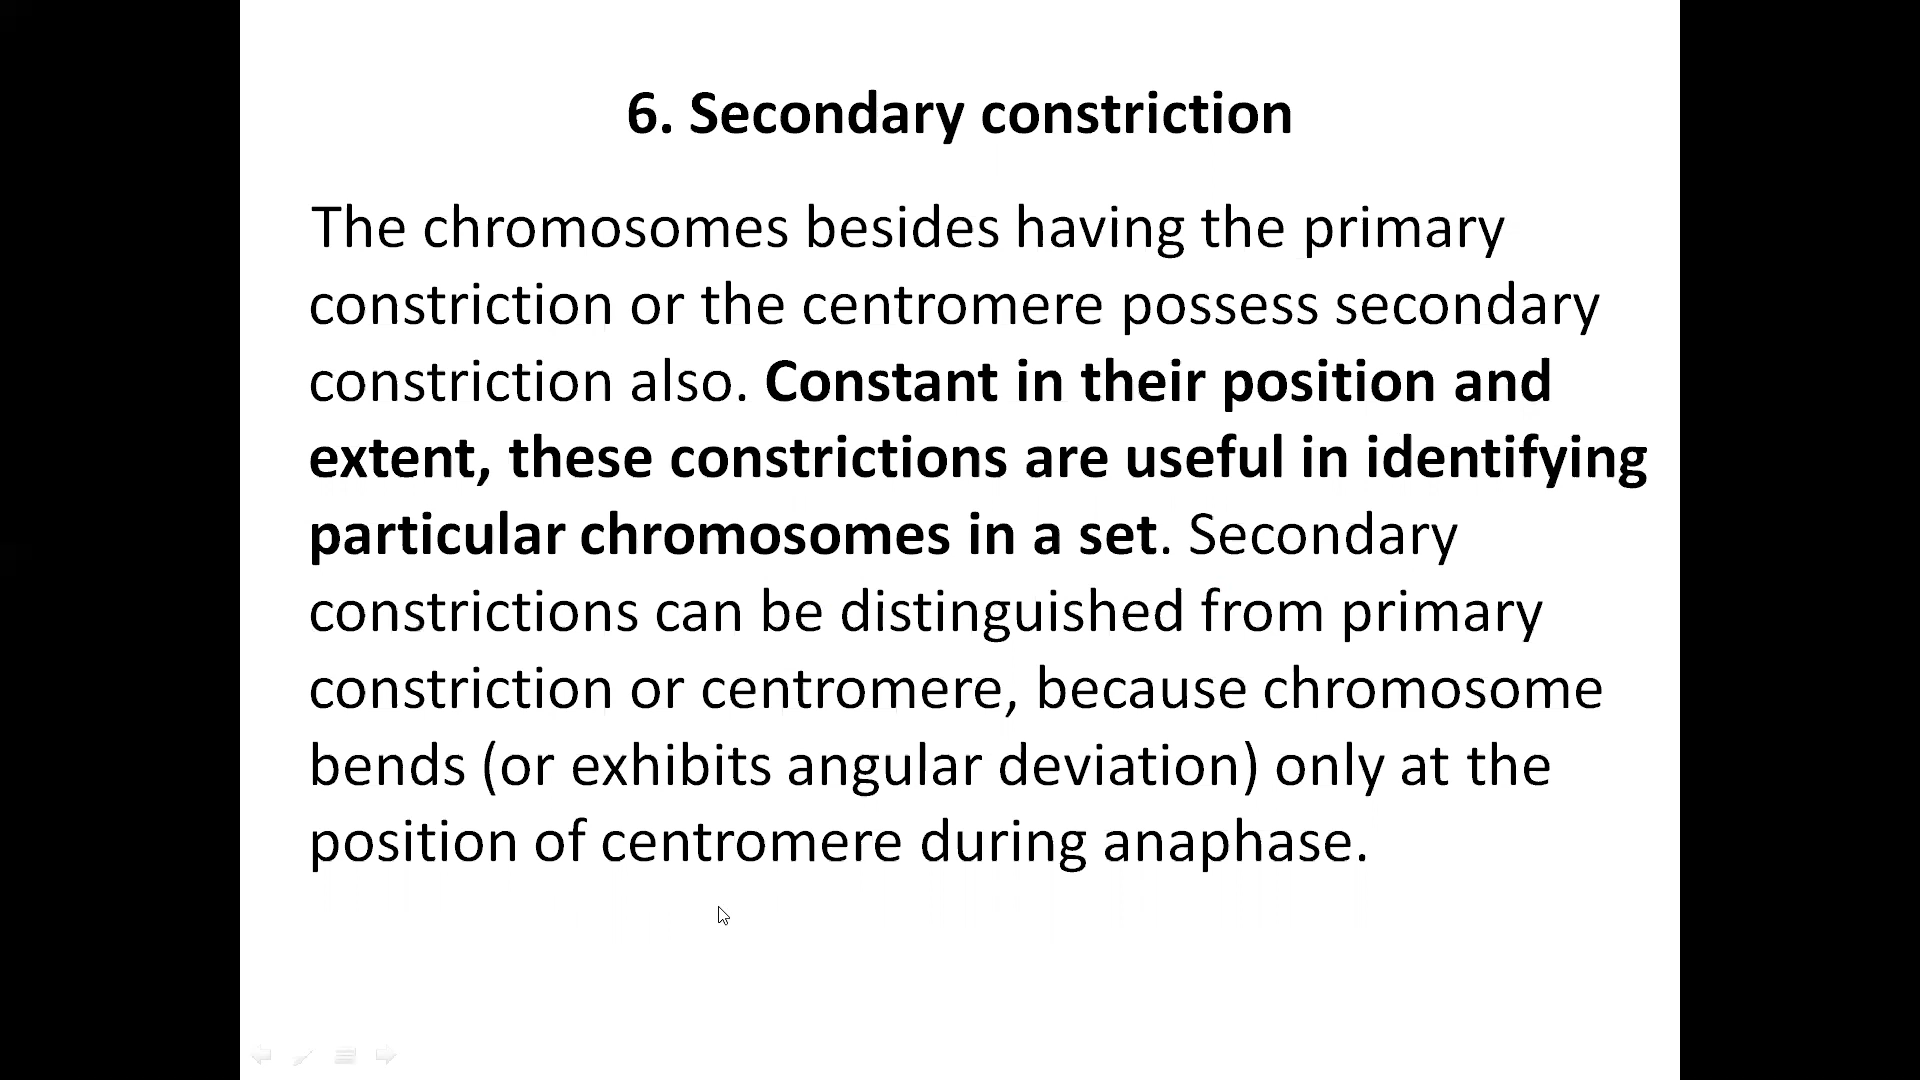 6. Secondary constriction
The chromosomes besides having the primary
constriction or the centromere possess secondary
constriction also. Constant in their position and
extent, these constrictions are useful in identifying
particular chromosomes in a set. Secondary
constrictions can be distinguished from primary
constriction or centromere, because chromosome
bends (or exhibits angular deviation) only at the
position of centromere during anaphase.